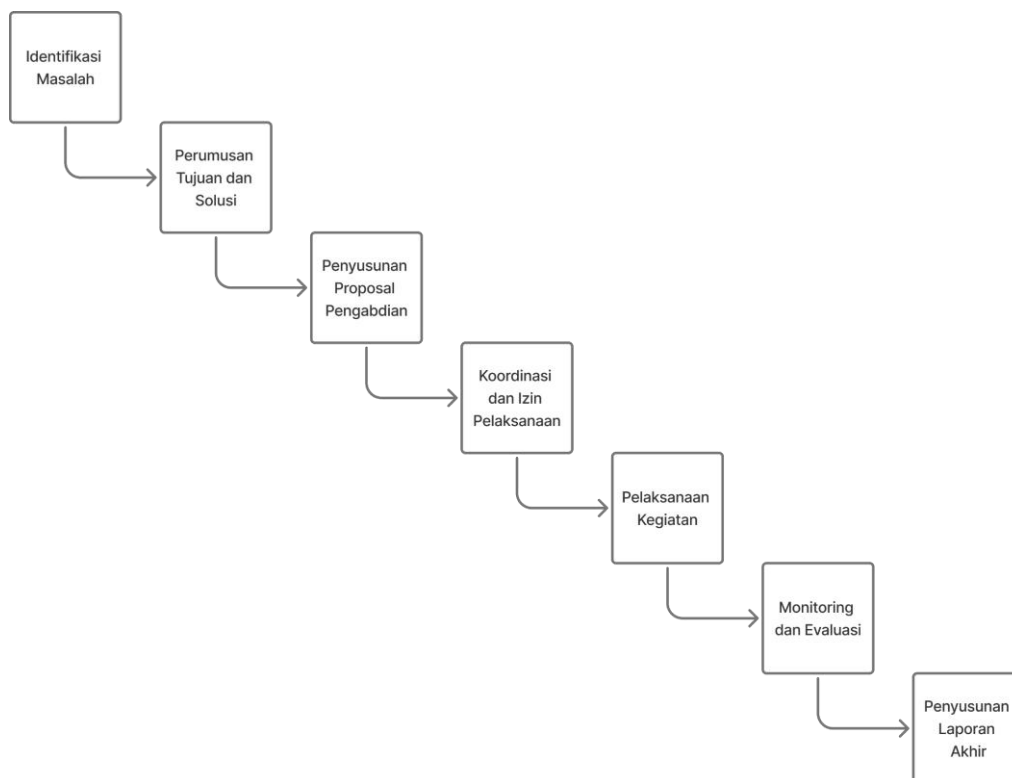 Identifikasi
Masalah
Perumusan
Tujuan dan
Solusi
Penyusunan
Proposal
Pengabdian
Koordinasi
dan Izin
Pelaksanaan
Pelaksanaan
Kegiatan
Monitoring
dan Evaluasi
Penyusunan
Laporan
Akhir